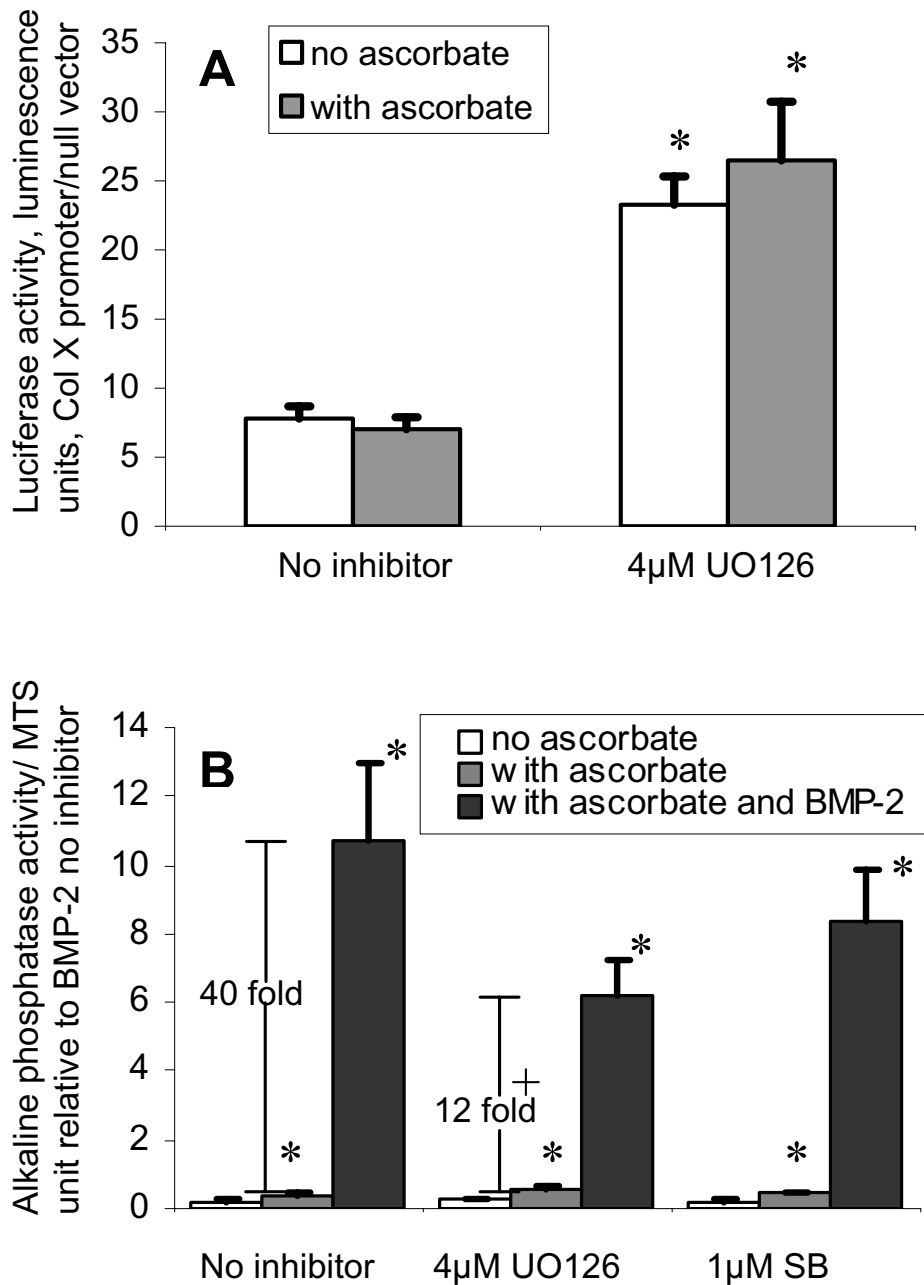 Luciferase activity, luminescence
units, Col X promoter/null vector
35
30
25
20
15
10
5
0
A
no ascorbate
with ascorbate
*
*
No inhibitor
4µM UO126
Alkaline phosphatase activity/ MTS
unit relative to BMP-2 no inhibitor
14
12
10
8
6
4
2
0
B
no ascorbate
with ascorbate
with ascorbate and BMP-2
*
*
*
40 fold
+
12 fold
*
*
*
No inhibitor
4µM UO126
1µM SB